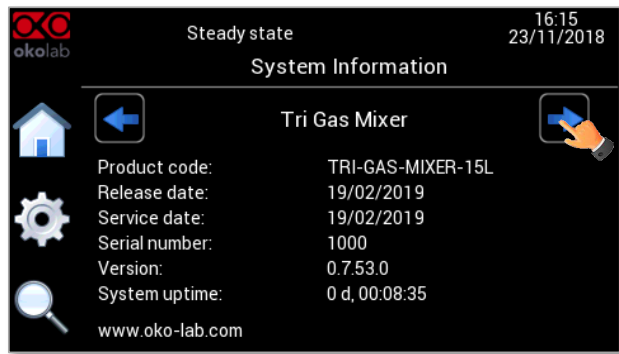 okolab
Steady state
16:15
23/11/2018
System Information
Tri Gas Mixer
Product code: TRI-GAS-MIXER-15L
Release date: 19/02/2019
Service date: 19/02/2019
Serial number: 1000
Version: 0.7.53.0
System uptime: 0 d, 00:08:35
www.oko-lab.com